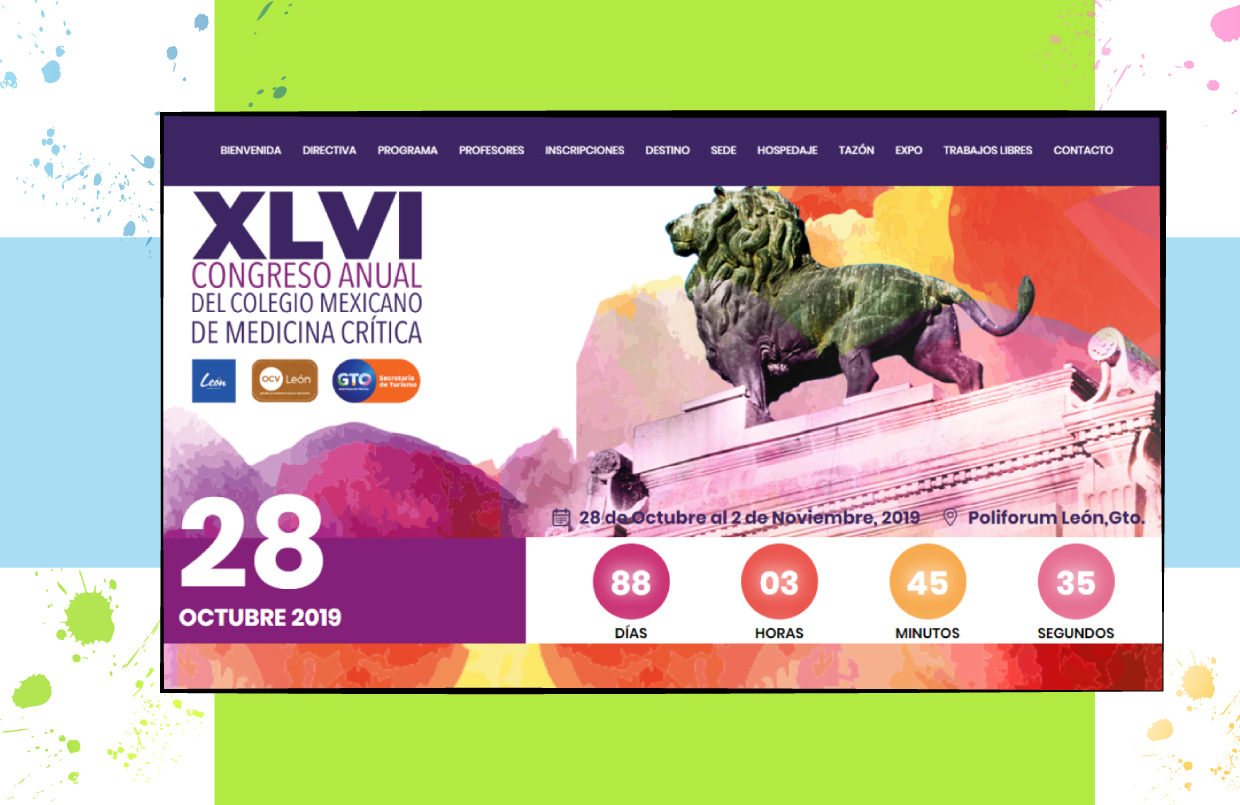 BIENVENIDA DIRECTIVA PROGRAMA PROFESORES INSCRIPCIONES DESTINO SEDE HOSPEDAJE TAZÓN EXPO TRABAJOS LIBRES CONTACTO
XLVI
CONGRESO ANUAL
DEL COLEGIO MEXICANO
DE MEDICINA CRÍTICA
León
OCV León
GTO Secretaría
de Turismo
28 de Octubre al 2 de Noviembre, 2019 Poliforum León,Gto.
28
OCTUBRE 2019
88 03 45 35
DÍAS HORAS MINUTOS SEGUNDOS